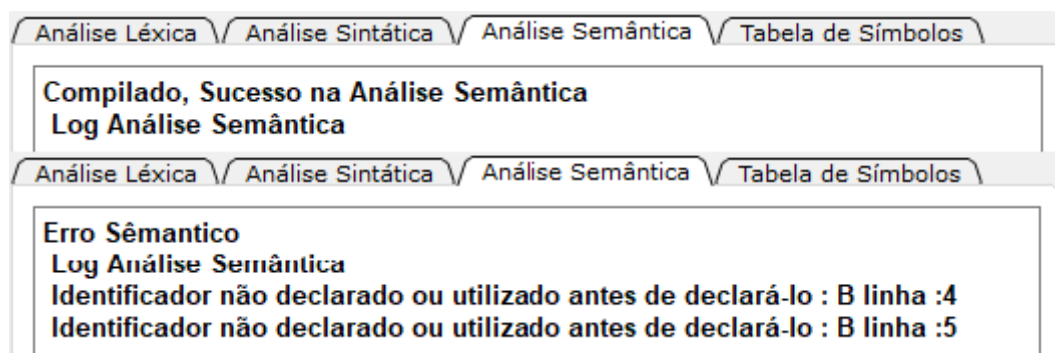 Análise Léxica Análise Sintática Análise Semântica Tabela de Símbolos
Compilado, Sucesso na Análise Semântica
Log Análise Semântica
Análise Léxica Análise Sintática Análise Semântica Tabela de Símbolos
Erro Sêmantico
Log Análise Semântica
Identificador não declarado ou utilizado antes de declará-lo : B linha :4
Identificador não declarado ou utilizado antes de declará-lo : B linha :5